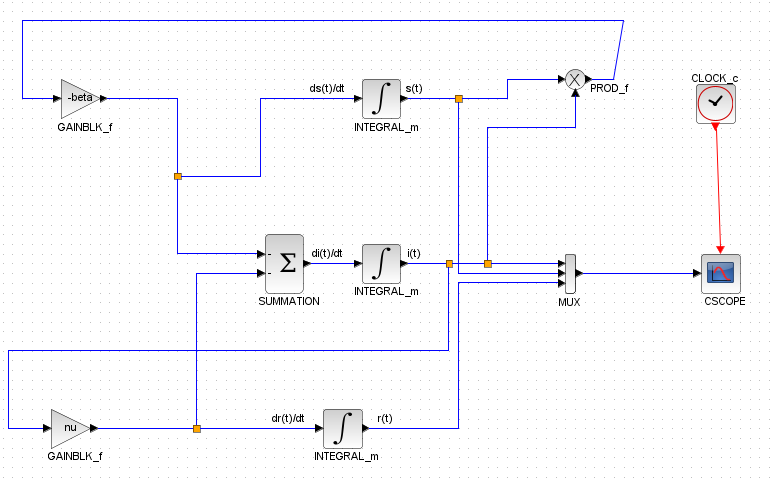 CLOCK_c
ds(t)/dt
s(t)
-beta
X
PROD_f
GAINBLK_f
∫
INTEGRAL_m
di(t)/dt
i(t)
-
-
Σ
∫
SUMMATION
INTEGRAL_m
MUX
CSCOPE
dr(t)/dt
r(t)
nu
∫
GAINBLK_f
INTEGRAL_m